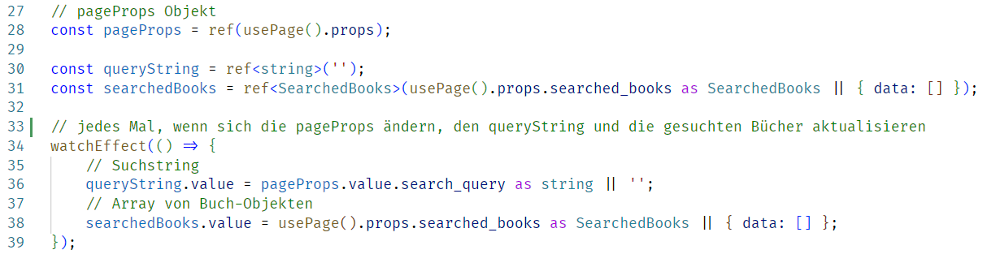 27 // pageProps Objekt
28 const pageProps = ref(usePage().props);
29
30 const queryString = ref<string>('');
31 const searchedBooks = ref<SearchedBooks>(usePage().props.searched_books as SearchedBooks || { data: [] });
32
33 // jedes Mal, wenn sich die pageProps ändern, den queryString und die gesuchten Bücher aktualisieren
34 watchEffect(() => {
35 // Suchstring
36 queryString.value = pageProps.value.search_query as string || '';
37 // Array von Buch-Objekten
38 searchedBooks.value = usePage().props.searched_books as SearchedBooks || { data: [] };
39 });